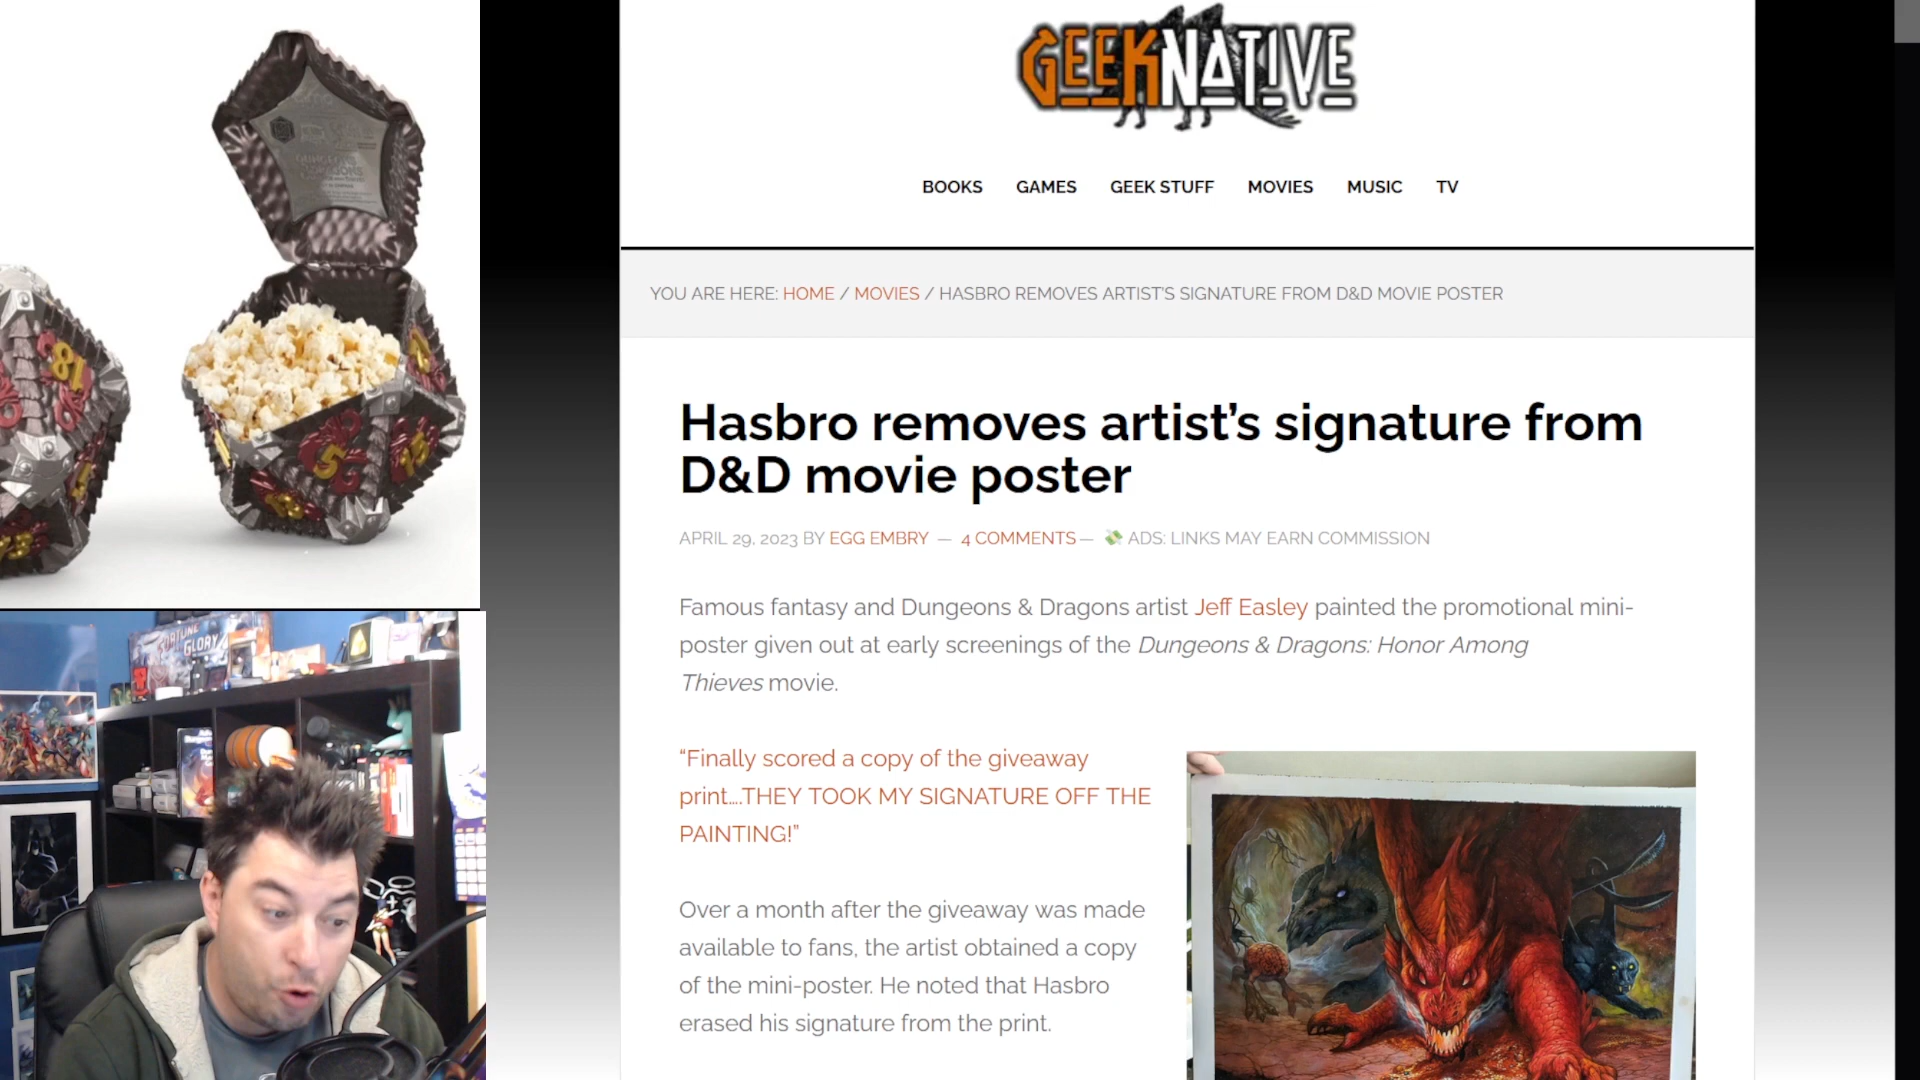 GEEKNATIVE
BOOKS GAMES GEEK STUFF MOVIES MUSIC TV
YOU ARE HERE: HOME / MOVIES / HASBRO REMOVES ARTIST'S SIGNATURE FROM D&D MOVIE POSTER
Hasbro removes artist’s signature from
D&D movie poster
APRIL 29, 2023 BY EGG EMBRY — 4 COMMENTS — 💸 ADS: LINKS MAY EARN COMMISSION
Famous fantasy and Dungeons & Dragons artist Jeff Easley painted the promotional mini-
poster given out at early screenings of the Dungeons & Dragons: Honor Among
Thieves movie.
“Finally scored a copy of the giveaway
print….THEY TOOK MY SIGNATURE OFF THE
PAINTING!”
Over a month after the giveaway was made
available to fans, the artist obtained a copy
of the mini-poster. He noted that Hasbro
erased his signature from the print.
18
5
FORTUNE
GLORY